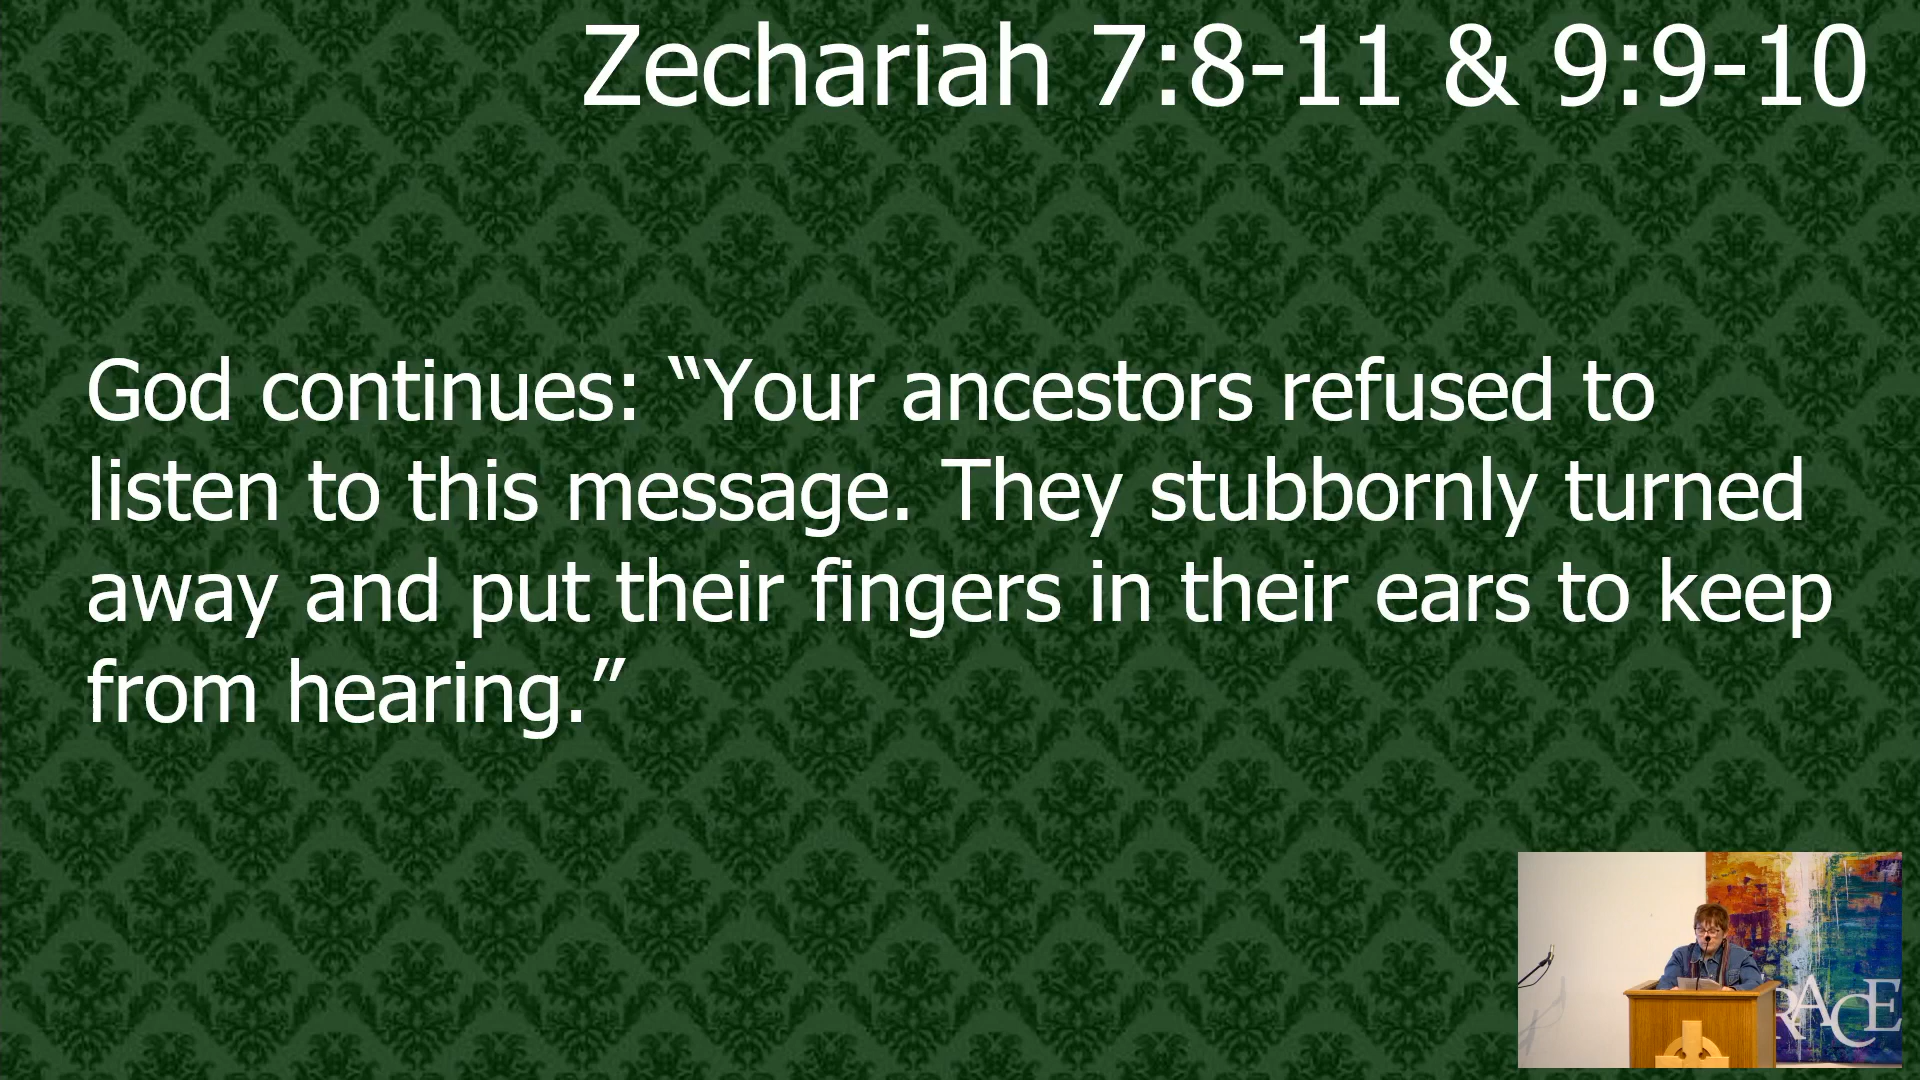 Zechariah 7:8-11 & 9:9-10
God continues: “Your ancestors refused to
listen to this message. They stubbornly turned
away and put their fingers in their ears to keep
from hearing.”
RACE